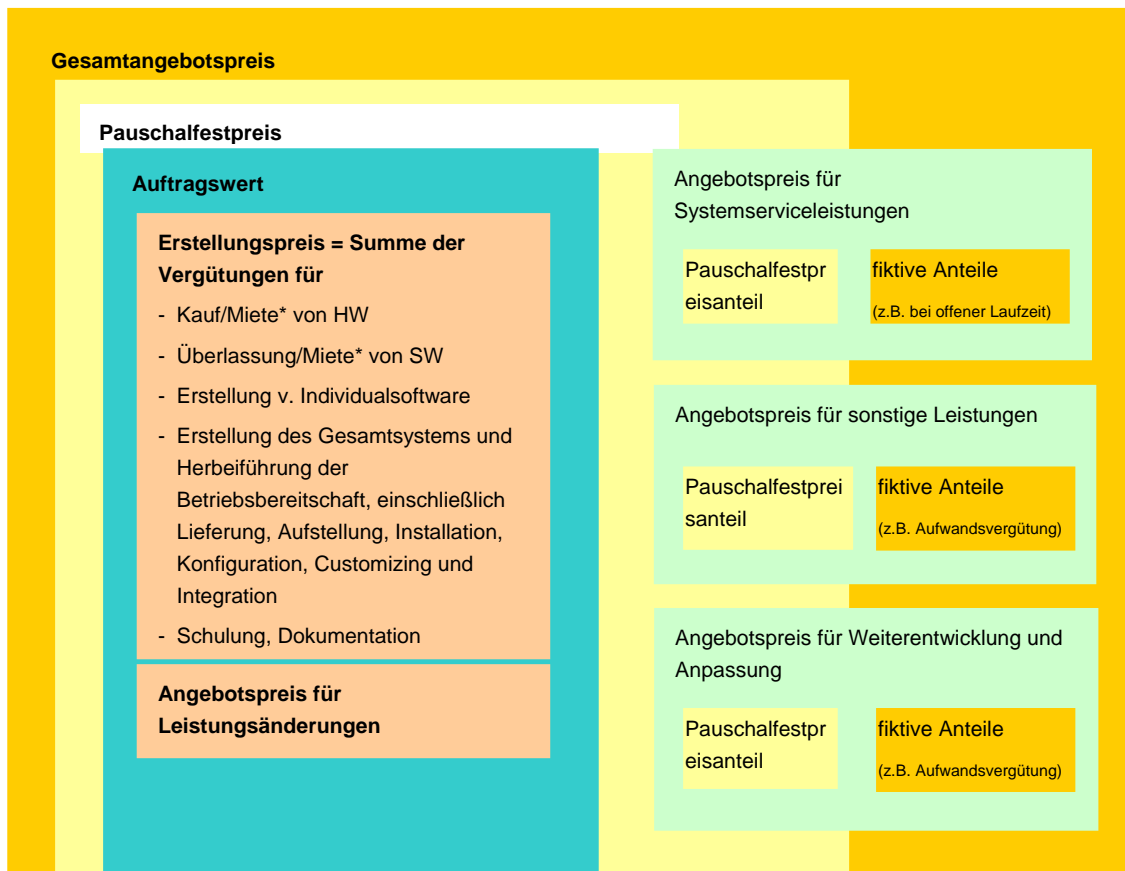 Gesamtangebotspreis
Pauschalfestpreis
Auftragswert
Erstellungspreis = Summe der
Vergütungen für
- Kauf/Miete* von HW
- Überlassung/Miete* von SW
- Erstellung v. Individualsoftware
- Erstellung des Gesamtsystems und
Herbeiführung der
Betriebsbereitschaft, einschließlich
Lieferung, Aufstellung, Installation,
Konfiguration, Customizing und
Integration
- Schulung, Dokumentation
Angebotspreis für
Leistungsänderungen
Angebotspreis für
Systemserviceleistungen
Pauschalfestpr
eisanteil
fiktive Anteile
(z.B. bei offener Laufzeit)
Angebotspreis für sonstige Leistungen
Pauschalfestprei
santeil
fiktive Anteile
(z.B. Aufwandsvergütung)
Angebotspreis für Weiterentwicklung und
Anpassung
Pauschalfestpr
eisanteil
fiktive Anteile
(z.B. Aufwandsvergütung)